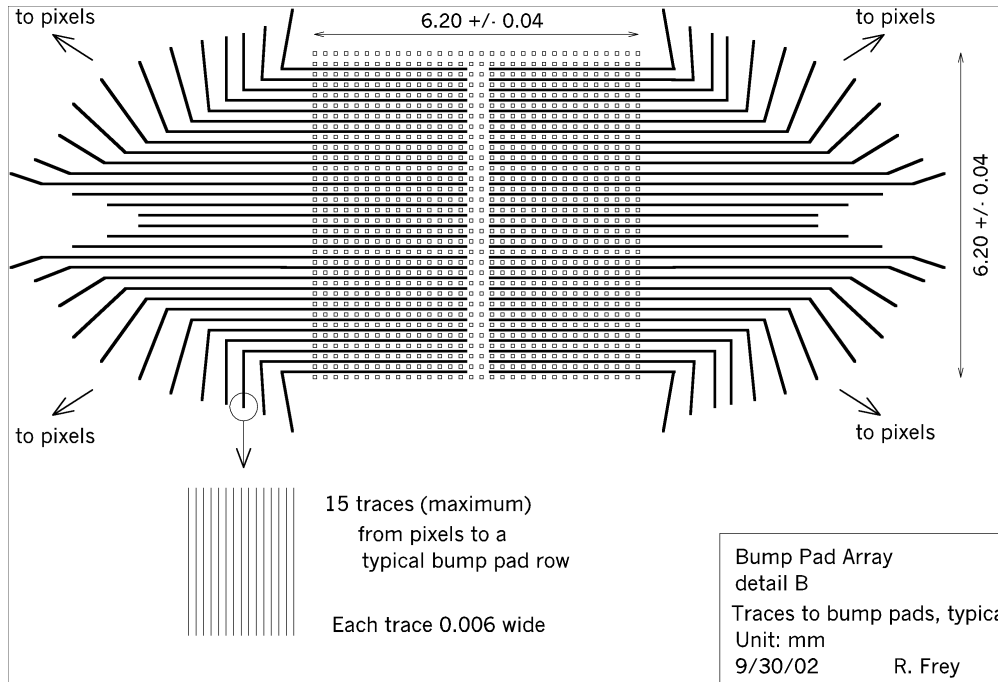 to pixels
6.20 +/- 0.04
to pixels
6.20 +/- 0.04
to pixels
to pixels
15 traces (maximum)
from pixels to a
typical bump pad row
Each trace 0.006 wide
Bump Pad Array
detail B
Traces to bump pads, typica
Unit: mm
9/30/02 R. Frey